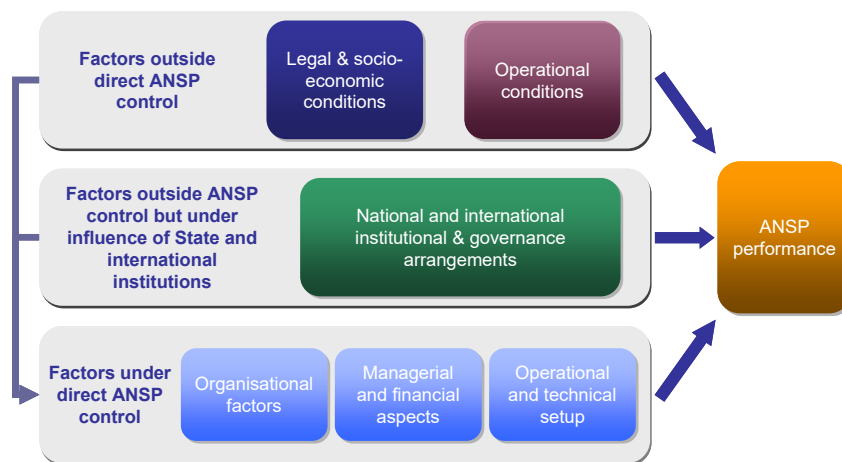 Factors outside
direct ANSP
control
Legal & socio-
economic
conditions
Operational
conditions
Factors outside ANSP
control but under
influence of State and
international
institutions
National and international
institutional & governance
arrangements
ANSP
performance
Factors under
direct ANSP
control
Organisational
factors
Managerial
and financial
aspects
Operational
and technical
setup